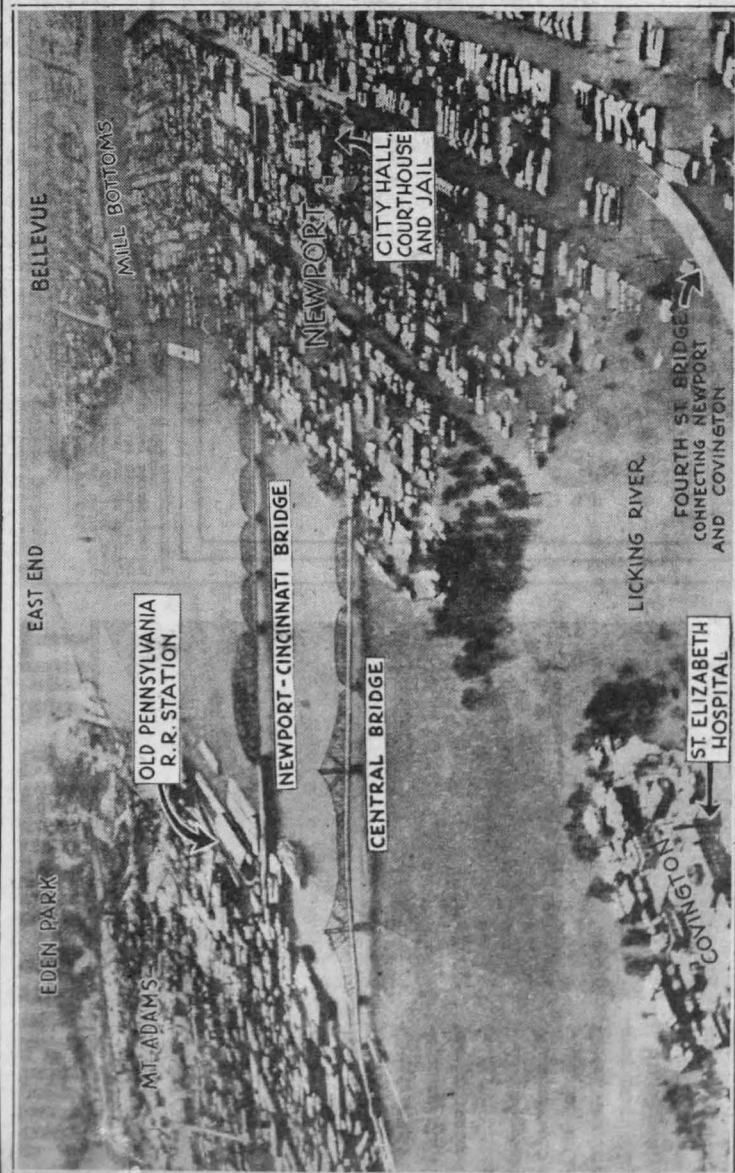 EDEN PARK
EAST END
BELLEVUE
MT. ADAMS
MILL BOTTOMS
OLD PENNSYLVANIA
R.R. STATION
NEWPORT-CINCINNATI BRIDGE
NEWPORT
CITY HALL,
COURTHOUSE
AND JAIL
CENTRAL BRIDGE
LICKING RIVER
FOURTH ST. BRIDGE
CONNECTING NEWPORT
AND COVINGTON
COVINGTON
ST. ELIZABETH
HOSPITAL